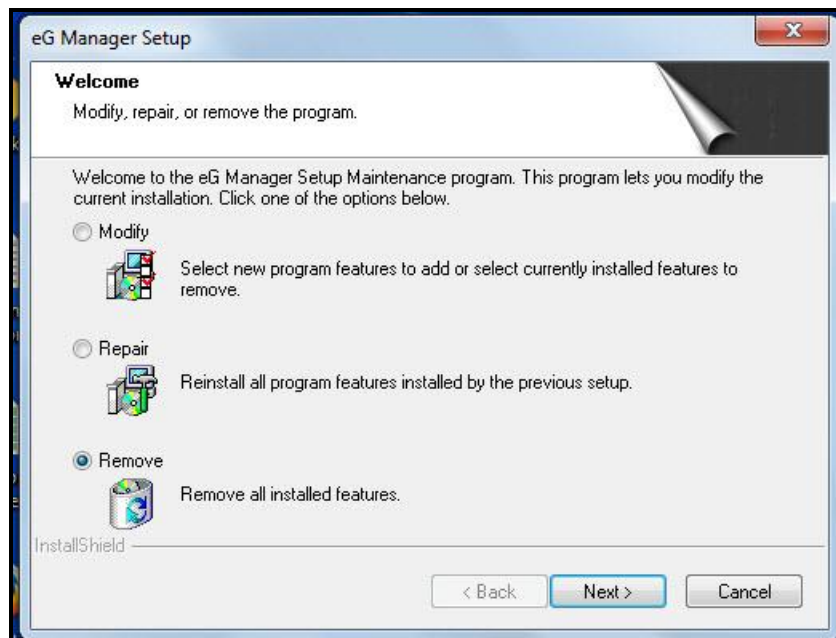 eG Manager Setup
Welcome
Modify, repair, or remove the program.
Welcome to the eG Manager Setup Maintenance program. This program lets you modify the
current installation. Click one of the options below.
Modify
Select new program features to add or select currently installed features to
remove.
Repair
Reinstall all program features installed by the previous setup.
Remove
Remove all installed features.
InstallShield
< Back Next > Cancel